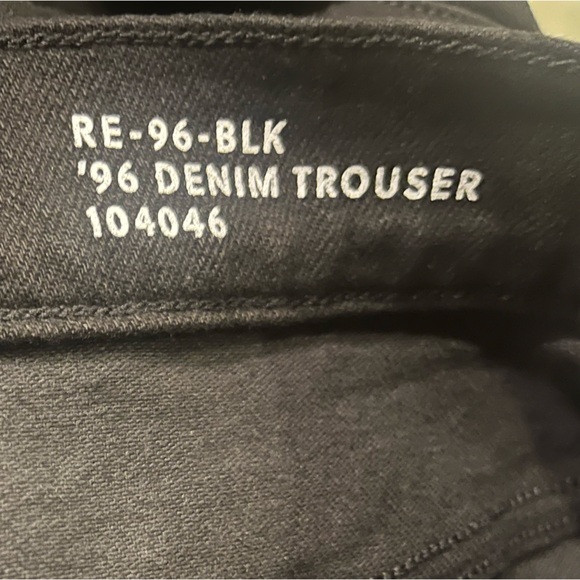 RE-96-BLK
'96 DENIM TROUSER
104046